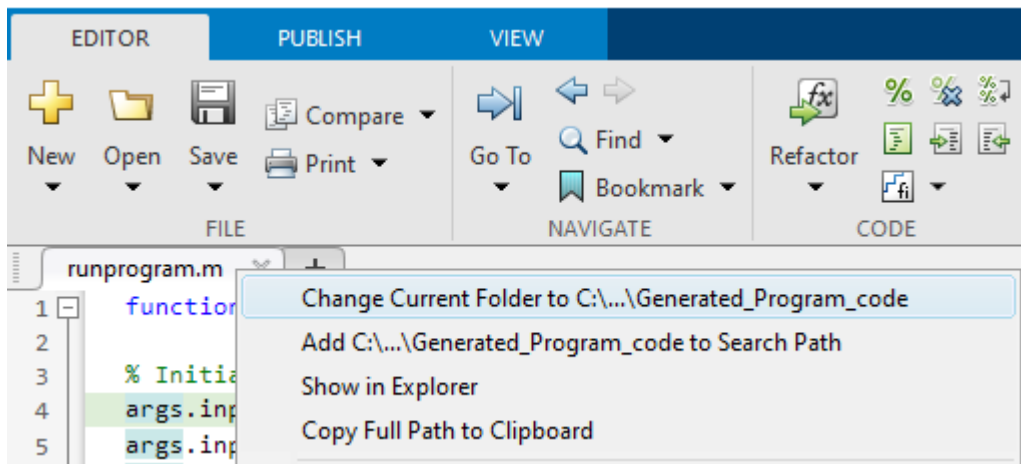 EDITOR PUBLISH VIEW
New Open Save Compare Print
Go To Find Bookmark
Refactor fx % fi
FILE NAVIGATE CODE
runprogram.m +
Change Current Folder to C:\...\Generated_Program_code
Add C:\...\Generated_Program_code to Search Path
Show in Explorer
Copy Full Path to Clipboard
1 function
2
3 % Initia
4 args.inp
5 args.inp